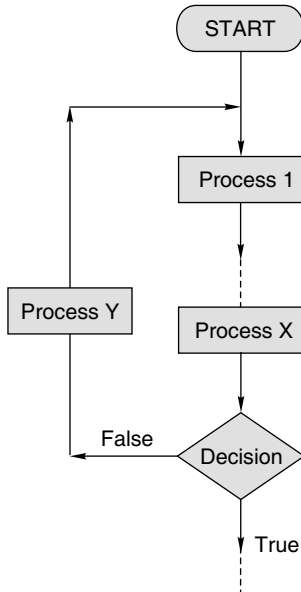 START
Process 1
Process Y
Process X
False
Decision
True